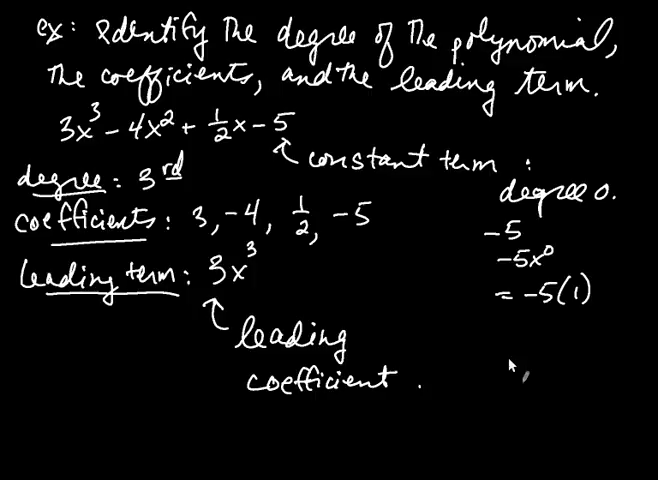 ex: Identify the degree of the polynomial,
the coefficients, and the leading term.
3x³ - 4x² + ½x - 5
constant term :
degree: 3rd
degree 0.
coefficients: 3, -4, ½, -5
-5
-5x⁰
leading term: 3x³
= -5(1)
leading
coefficient.